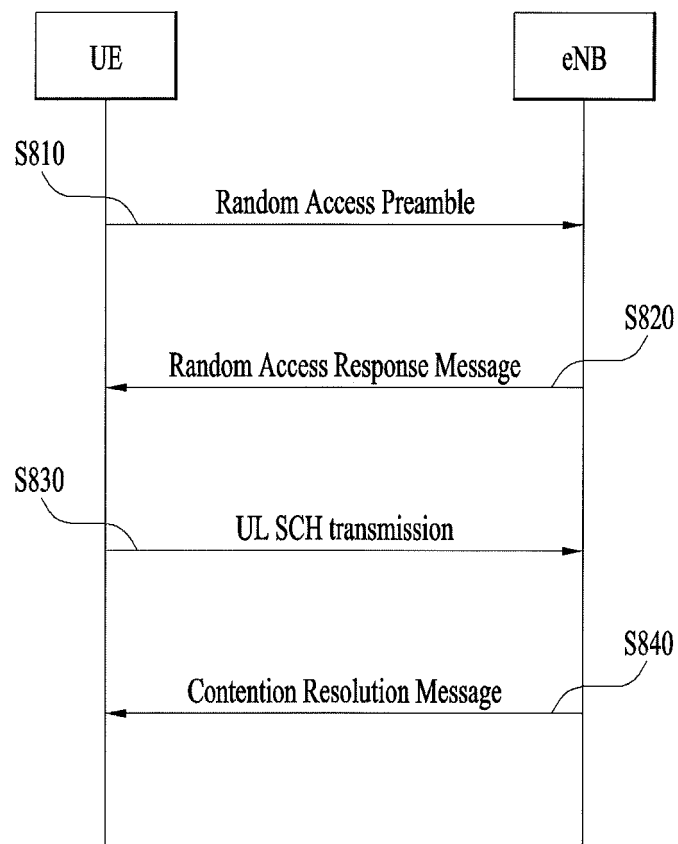 UE
eNB
S810
Random Access Preamble
S820
Random Access Response Message
S830
UL SCH transmission
S840
Contention Resolution Message